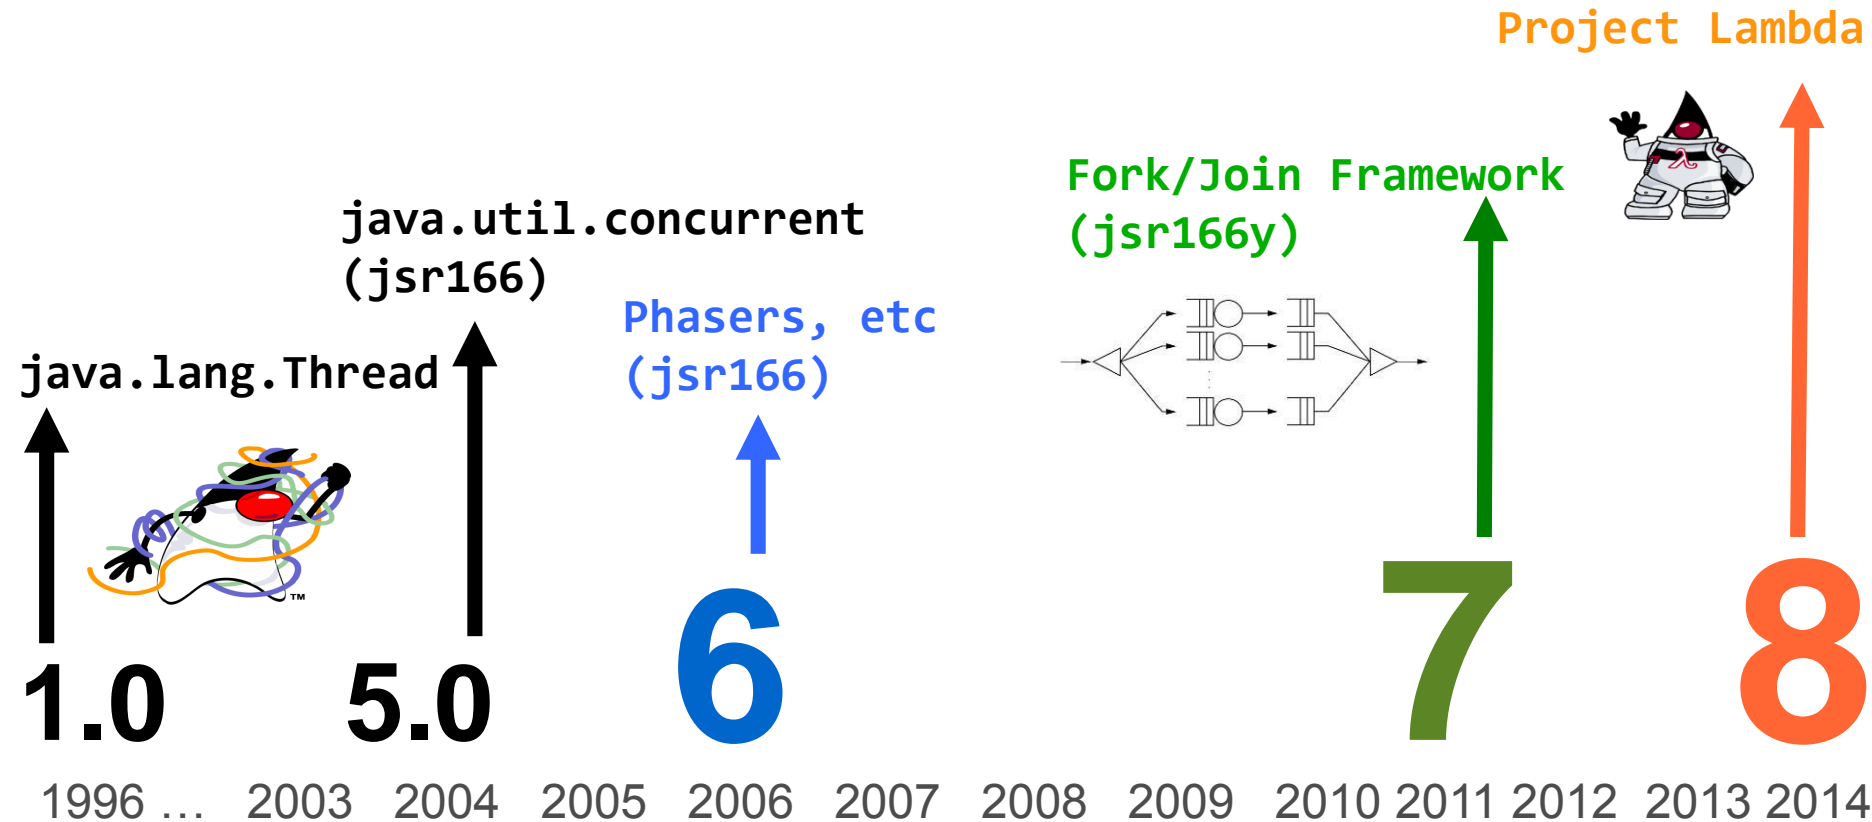 Project Lambda
Fork/Join Framework
(jsr166y)
java.util.concurrent
(jsr166)
Phasers, etc
(jsr166)
java.lang.Thread
λ
TM
1.0 5.0 6 7 8
1996 ... 2003 2004 2005 2006 2007 2008 2009 2010 2011 2012 2013 2014